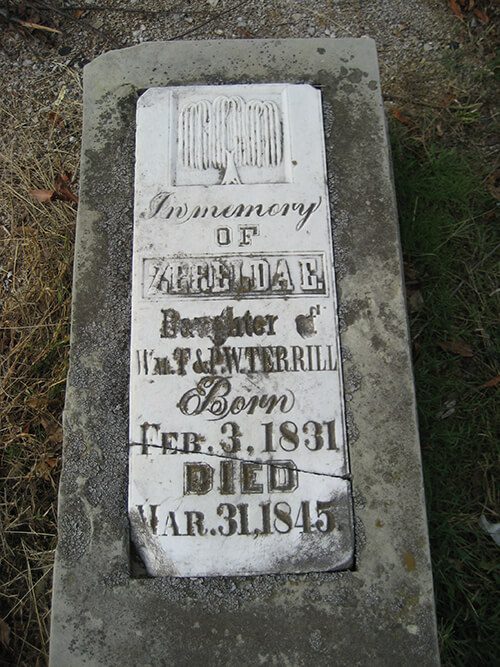 In memory
OF
ZERELDA E.
Daughter of
Wm. T & P.W. TERRILL
Born
FEB. 3, 1831
DIED
MAR. 31, 1845.